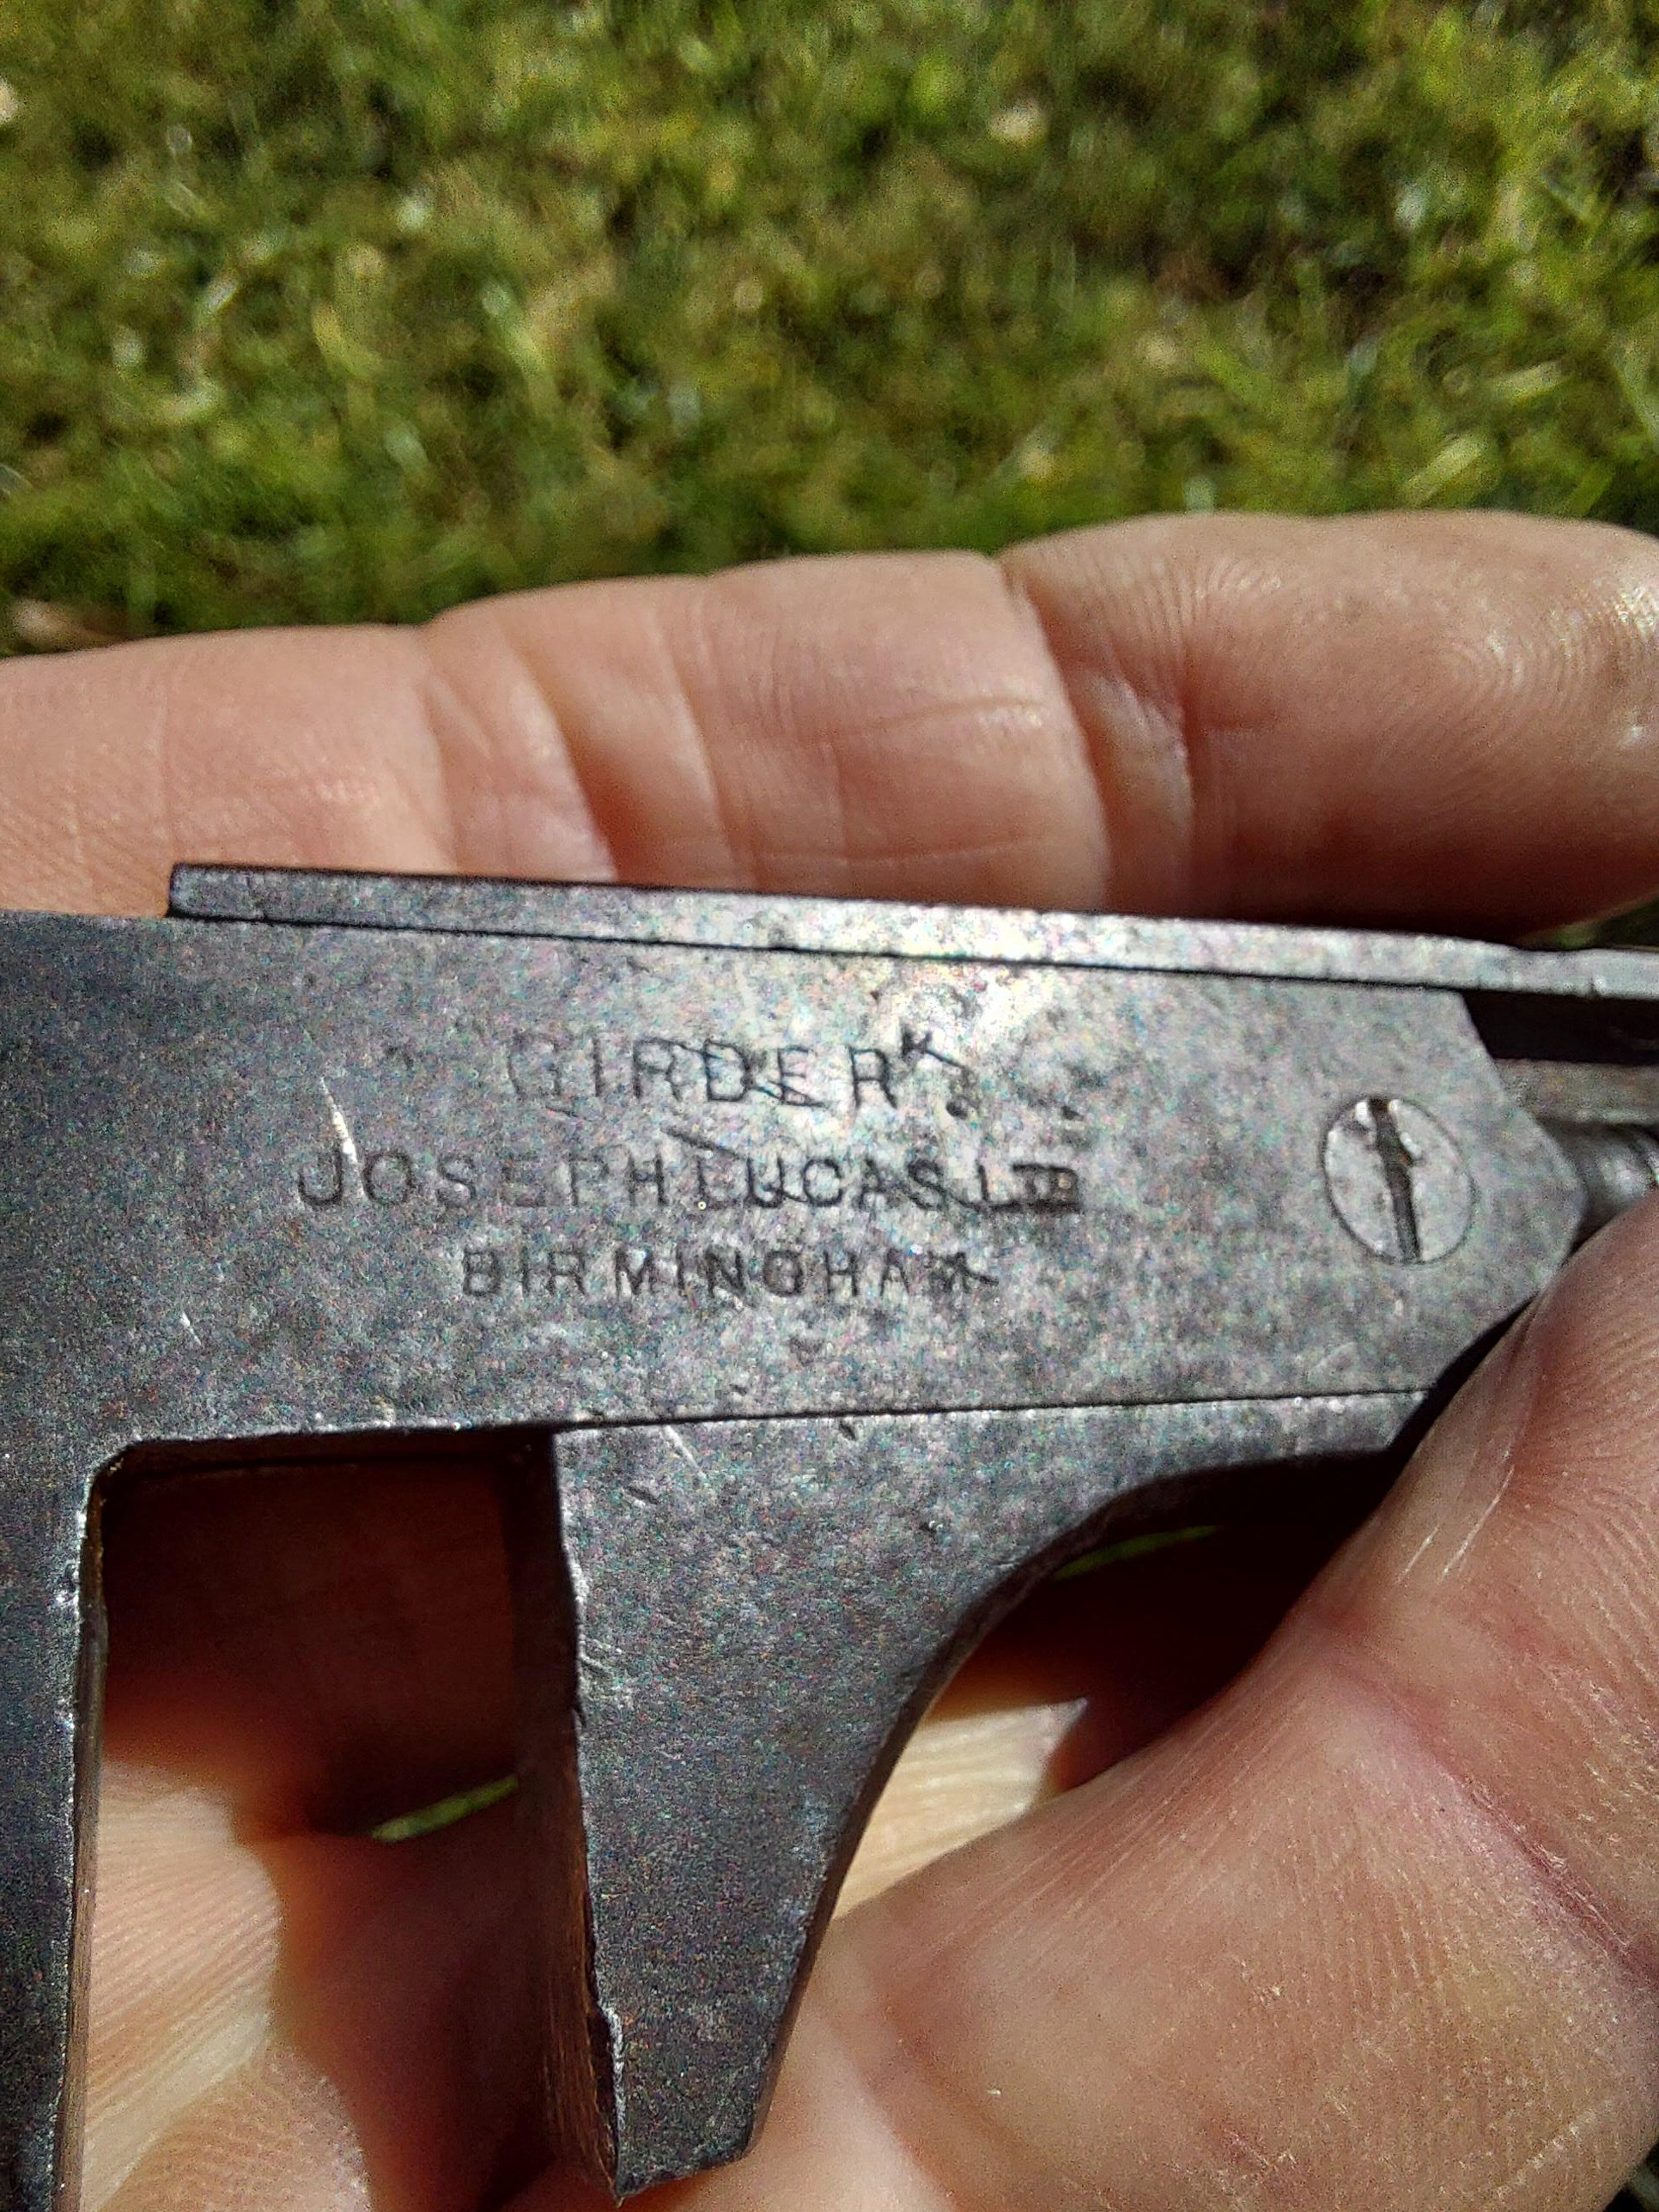 "GIRDER"
JOSEPH LUCAS LTD
BIRMINGHAM